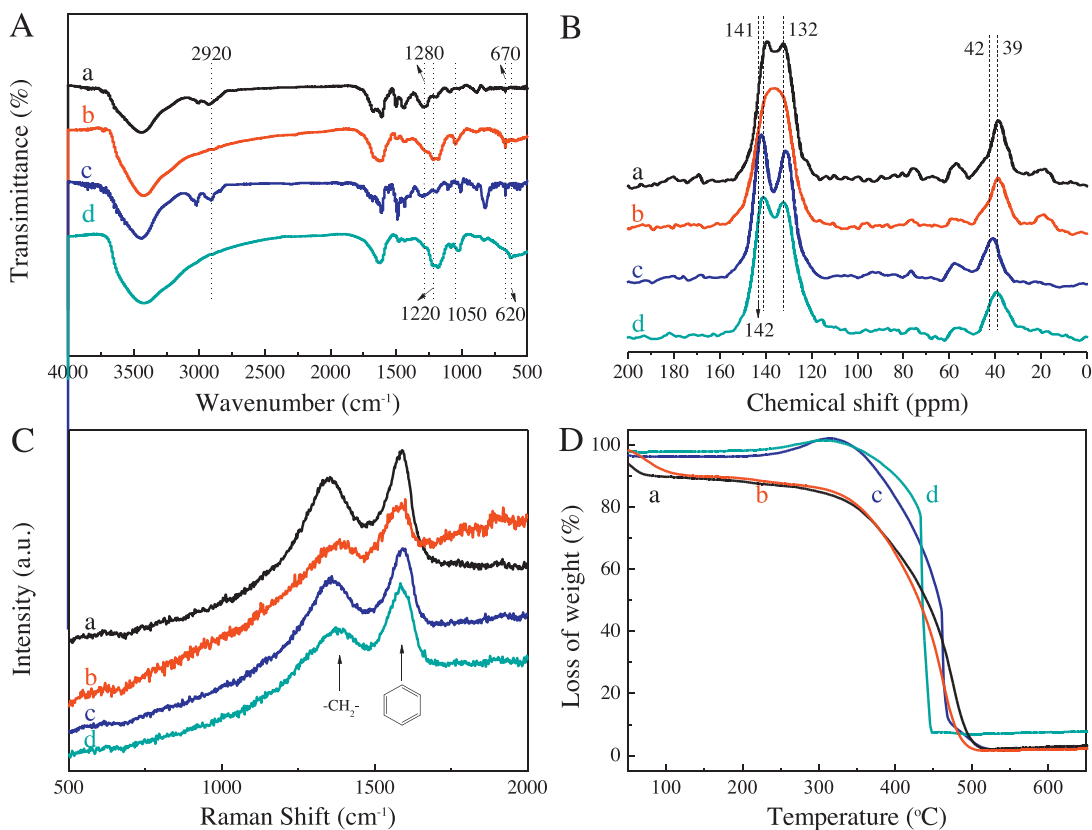 A
2920
1280
670
a
b
c
d
1220
1050
620
Transimittance (%)
4000
3500
3000
2500
2000
1500
1000
500
Wavenumber (cm-1)
B
141
132
42
39
a
b
c
d
142
200
180
160
140
120
100
80
60
40
20
0
Chemical shift (ppm)
C
a
b
c
d
-CH2-
Intensity (a.u.)
500
1000
1500
2000
Raman Shift (cm-1)
D
100
80
60
40
20
0
a
b
c
d
Loss of weight (%)
100
200
300
400
500
600
Temperature (oC)